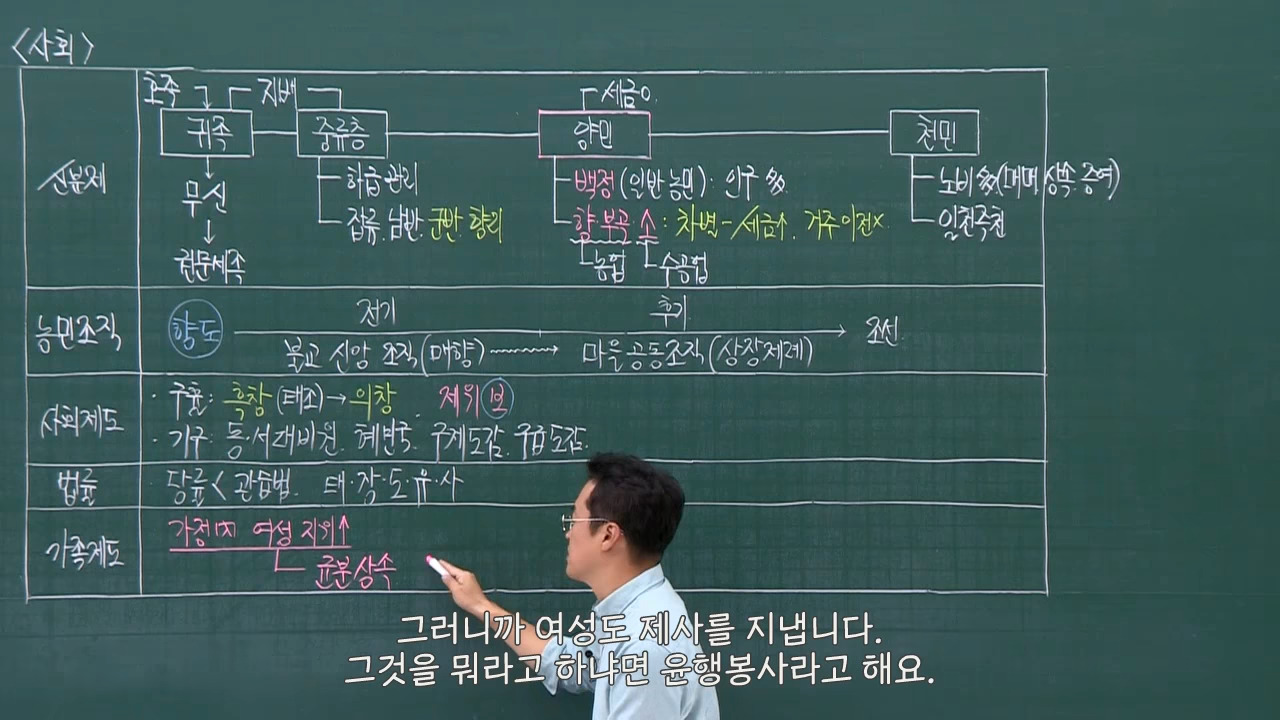 <사회>
호족 지배 세금o.
귀족 중류층 양민 천민
신분제
무신
권문세족
하급 관리
잡류. 남반. 군반. 향리
백정 (일반 농민): 인구 多.
향·부곡·소: 차별-세금↑. 거주이전x.
농업 수공업
노비 多(매매 상속 증여)
일천즉천
농민조직 향도 전기 후기 조선.
불교 신앙 조직(매향) 마을 공동조직(상장제례)
사회제도
· 구휼: 흑창(태조)→의창. 제위보
· 기구: 동·서대비원. 혜민국. 구제도감. 구급도감.
법률 당률<관습법. 태·장·도·유·사
가족제도 가정 內 여성 지위↑
균분상속
그러니까 여성도 제사를 지냅니다.
그것을 뭐라고 하냐면 윤행봉사라고 해요.